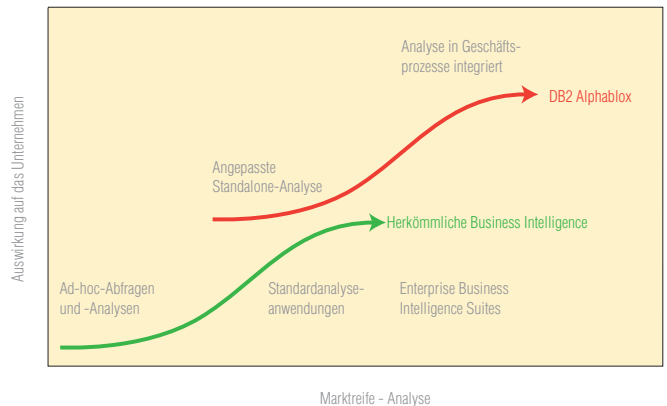 Analyse in Geschäfts-
prozesse integriert
DB2 Alphablox
Angepasste
Standalone-Analyse
Herkömmliche Business Intelligence
Ad-hoc-Abfragen
und -Analysen
Standardanalyse-
anwendungen
Enterprise Business
Intelligence Suites
Auswirkung auf das Unternehmen
Marktreife - Analyse